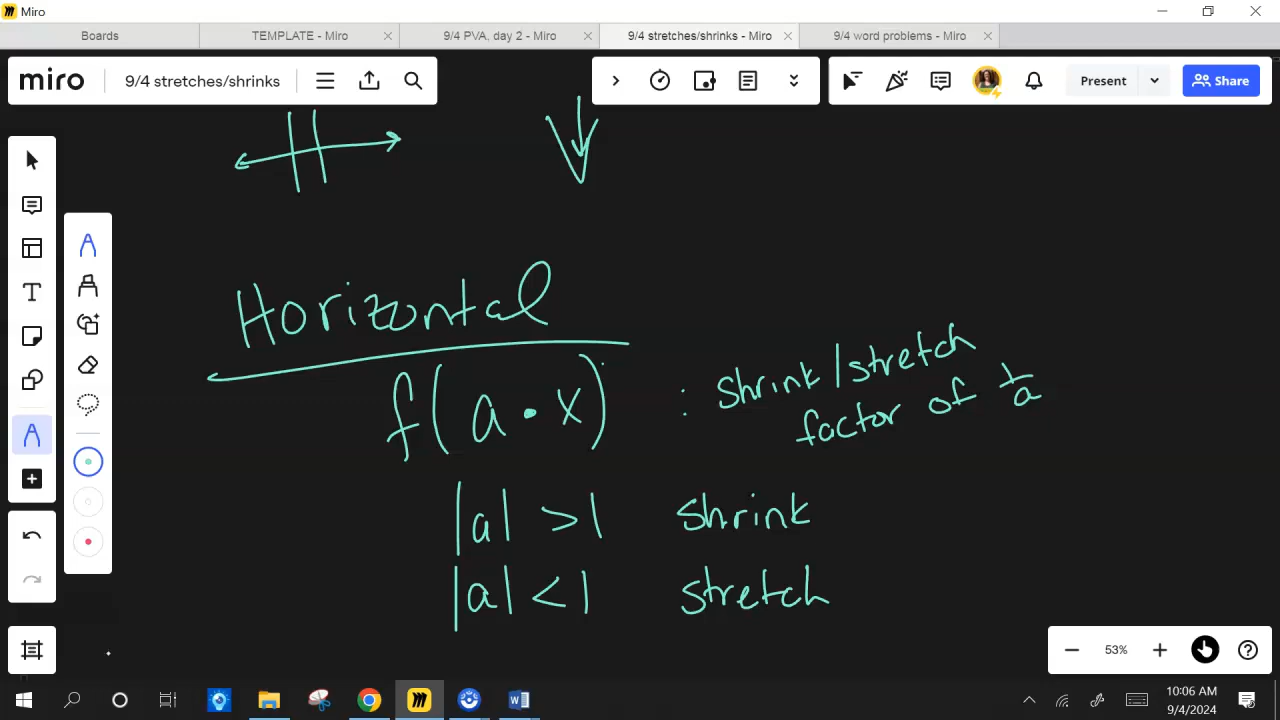 Miro
Boards
TEMPLATE - Miro
9/4 PVA, day 2 - Miro
9/4 stretches/shrinks - Miro
9/4 word problems - Miro
miro
9/4 stretches/shrinks
Present
Share
Horizontal
f(a • x) : shrink/stretch
factor of 1/a
|a| > 1 shrink
|a| < 1 stretch
53%
10:06 AM
9/4/2024